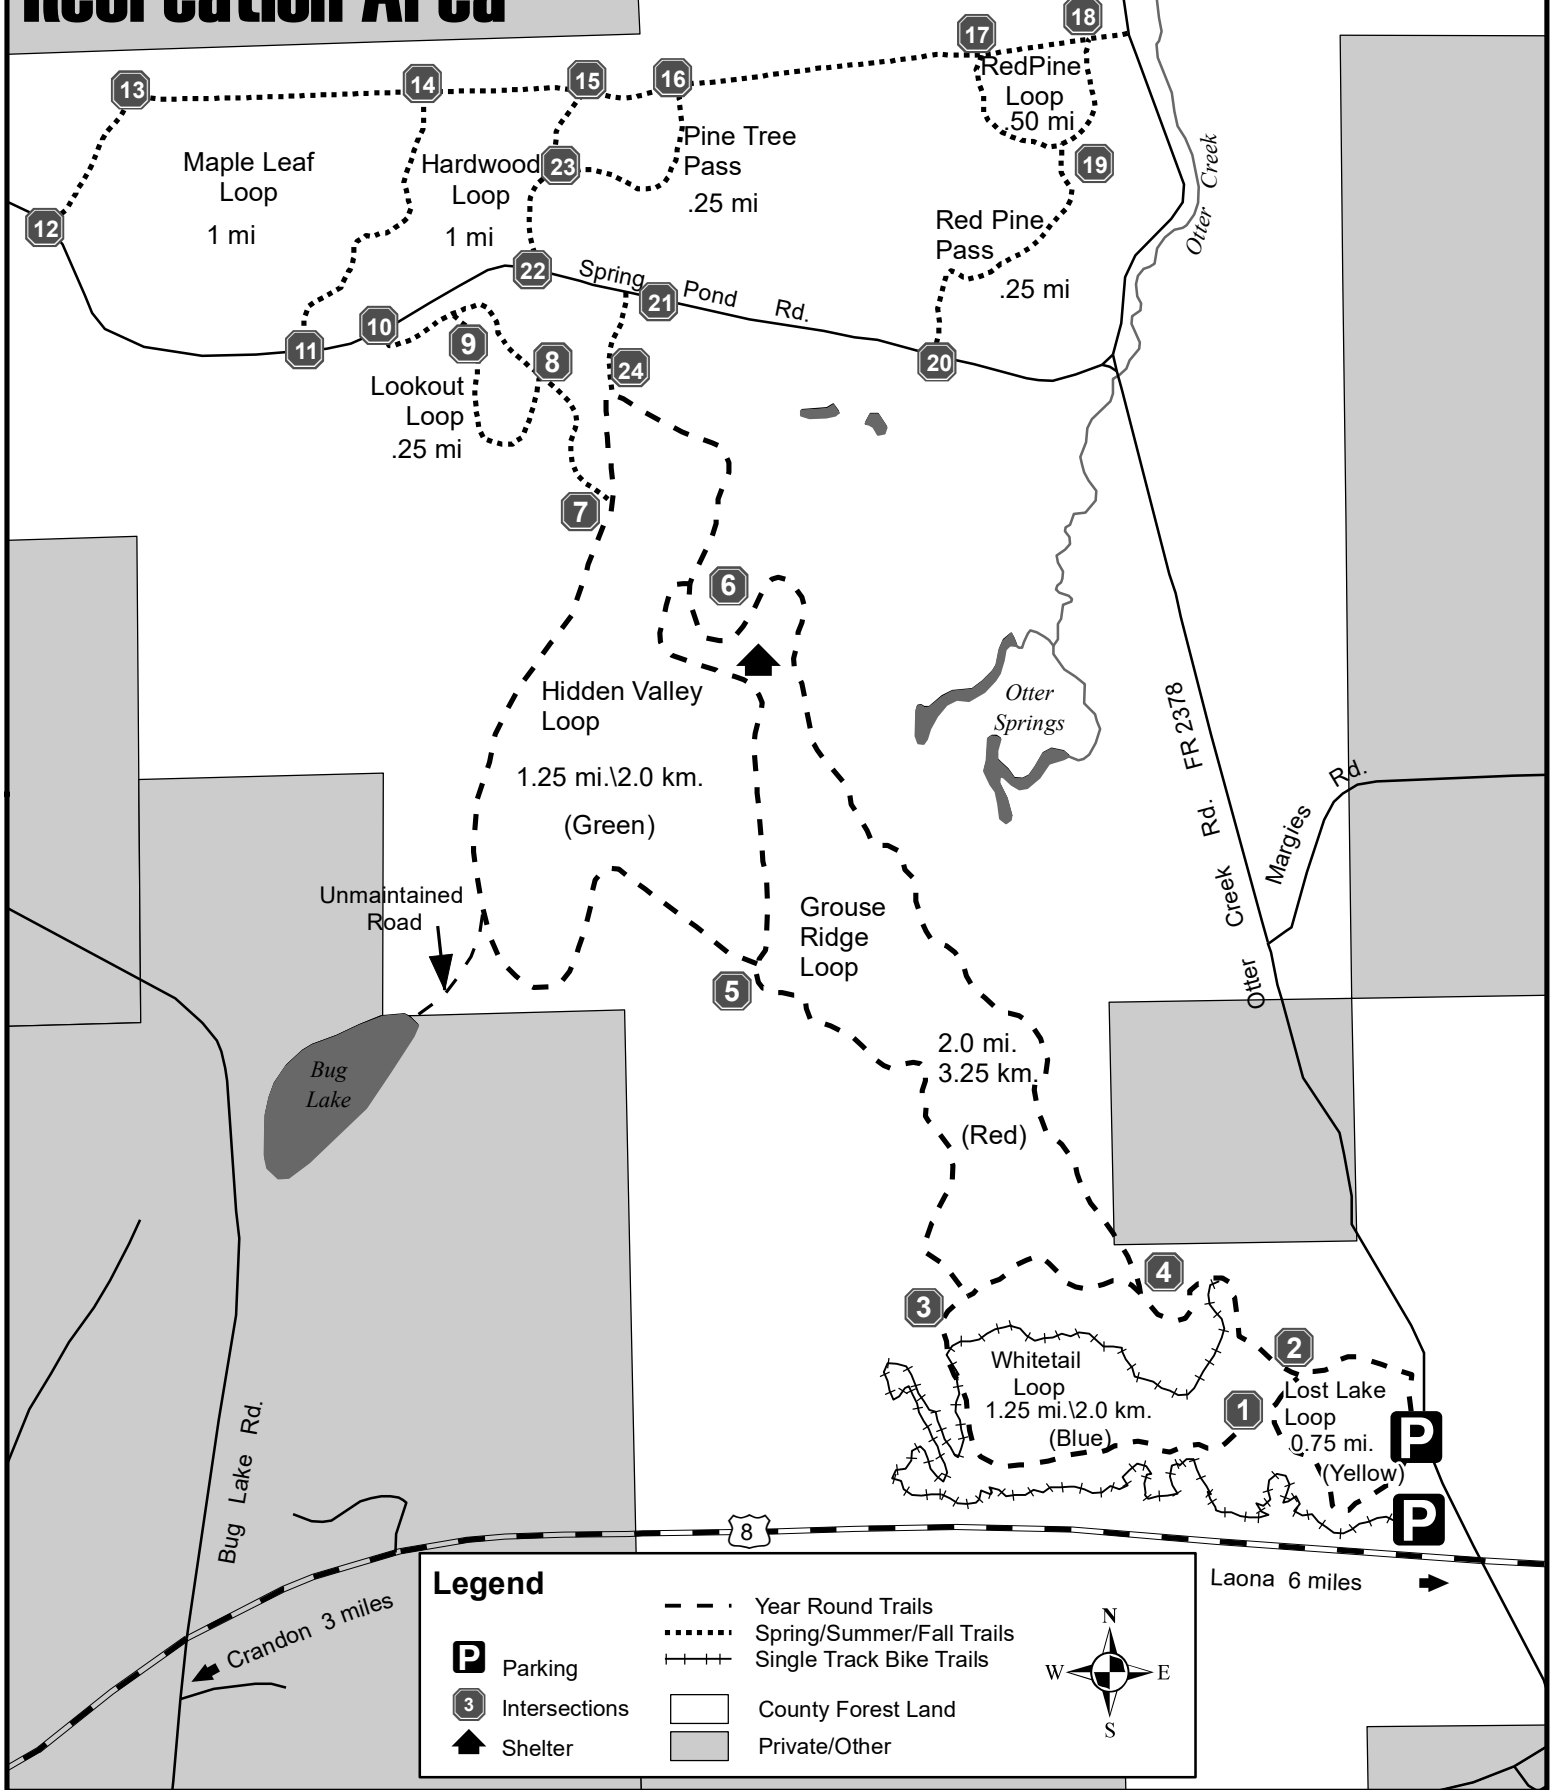 Recreation Area
18
17
RedPine
Loop
.50 mi
13
14
15
16
Maple Leaf
Loop
1 mi
Hardwood
Loop
1 mi
23
Pine Tree
Pass
.25 mi
19
Otter Creek
12
Red Pine
Pass
.25 mi
22
Spring Pond Rd.
21
10
11
9
8
24
20
Lookout
Loop
.25 mi
7
6
Hidden Valley
Loop
1.25 mi.\2.0 km.
(Green)
Otter
Springs
Otter Creek Rd. FR 2378
Margies Rd.
Unmaintained
Road
Grouse
Ridge
Loop
5
2.0 mi.
3.25 km.
(Red)
Bug
Lake
4
3
2
Whitetail
Loop
1.25 mi.\2.0 km.
(Blue)
1
Lost Lake
Loop
0.75 mi.
(Yellow)
P
P
Bug Lake Rd.
8
Crandon 3 miles
Laona 6 miles
Legend
P Parking
3 Intersections
Shelter
Year Round Trails
Spring/Summer/Fall Trails
Single Track Bike Trails
County Forest Land
Private/Other
N
W E
S